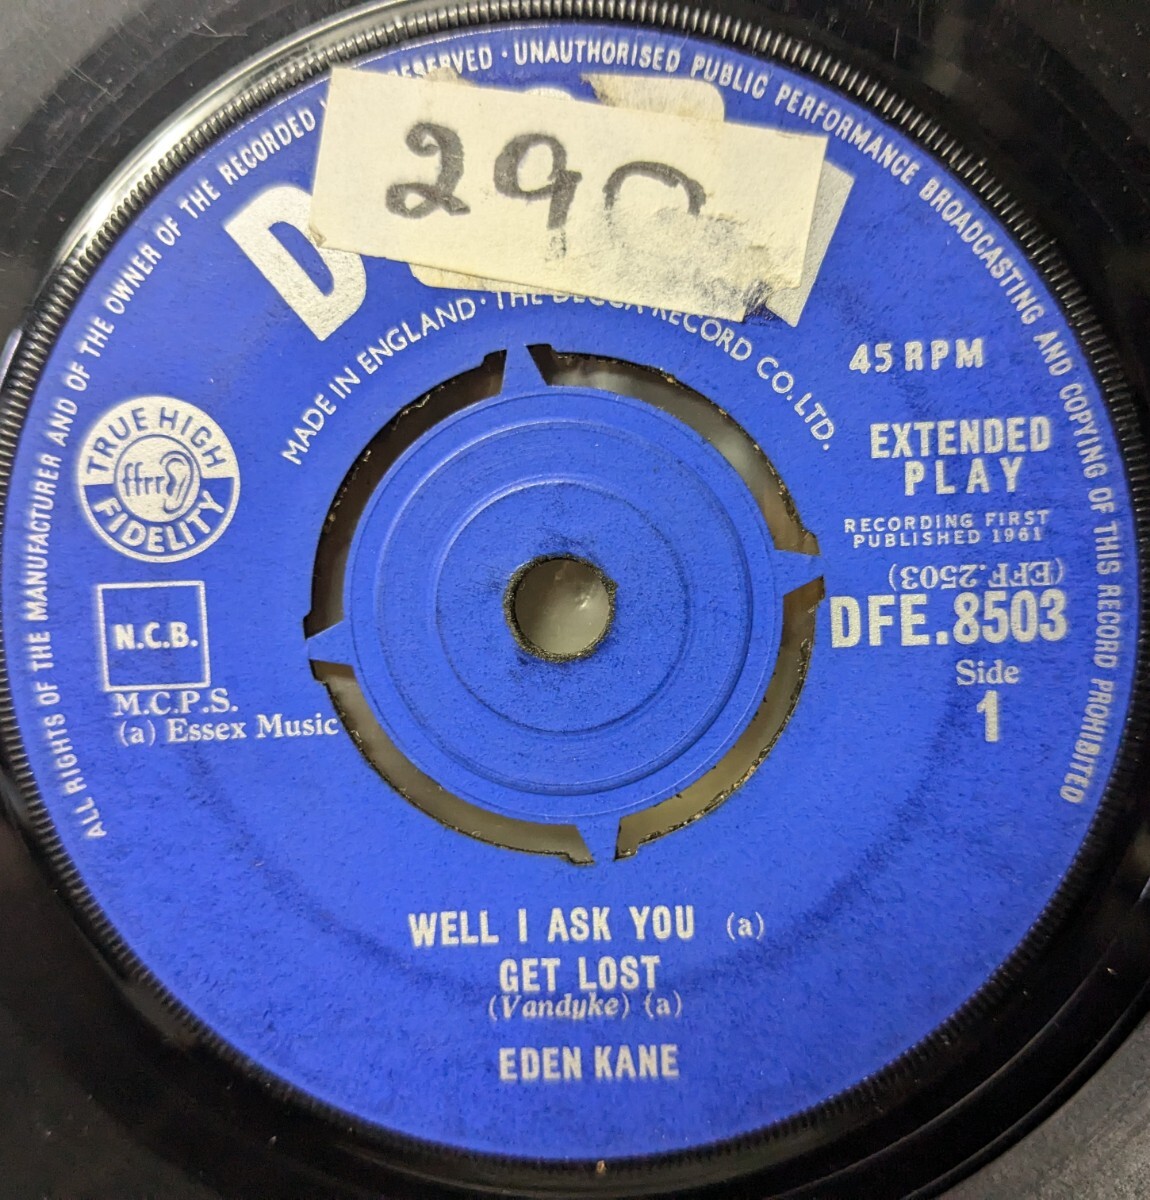 ALL RIGHTS OF THE MANUFACTURER AND OF THE OWNER OF THE RECORDED RESERVED · UNAUTHORISED PUBLIC PERFORMANCE BROADCASTING AND COPYING OF THIS RECORD PROHIBITED
290
D
MADE IN ENGLAND · THE DECCA RECORD CO. LTD.
45 RPM
EXTENDED
PLAY
RECORDING FIRST
PUBLISHED 1961
(EFF.2503)
DFE.8503
Side
1
TRUE HIGH
ffrr
FIDELITY
N.C.B.
M.C.P.S.
(a) Essex Music
WELL I ASK YOU (a)
GET LOST
(Vandyke) (a)
EDEN KANE